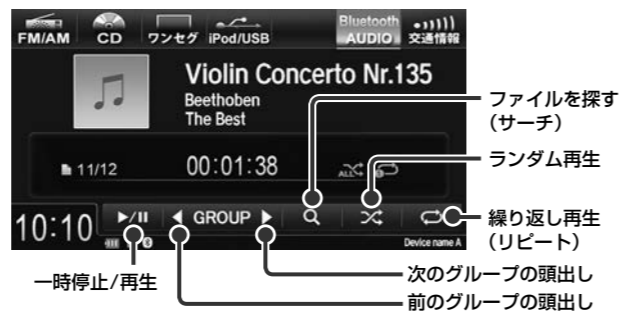 FM/AM
CD
ワンセグ
iPod/USB
Bluetooth
AUDIO
交通情報
Violin Concerto Nr.135
Beethoben
The Best
11/12
00:01:38
ALL
10:10
GROUP
Device name A
ファイルを探す
（サーチ）
ランダム再生
繰り返し再生
（リピート）
次のグループの頭出し
前のグループの頭出し
一時停止/再生